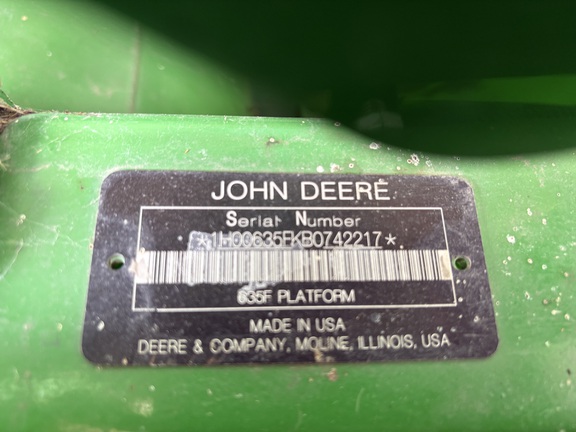 JOHN DEERE
Serial Number
*1H00635FKB0742217*
635F PLATFORM
MADE IN USA
DEERE & COMPANY, MOLINE, ILLINOIS, USA